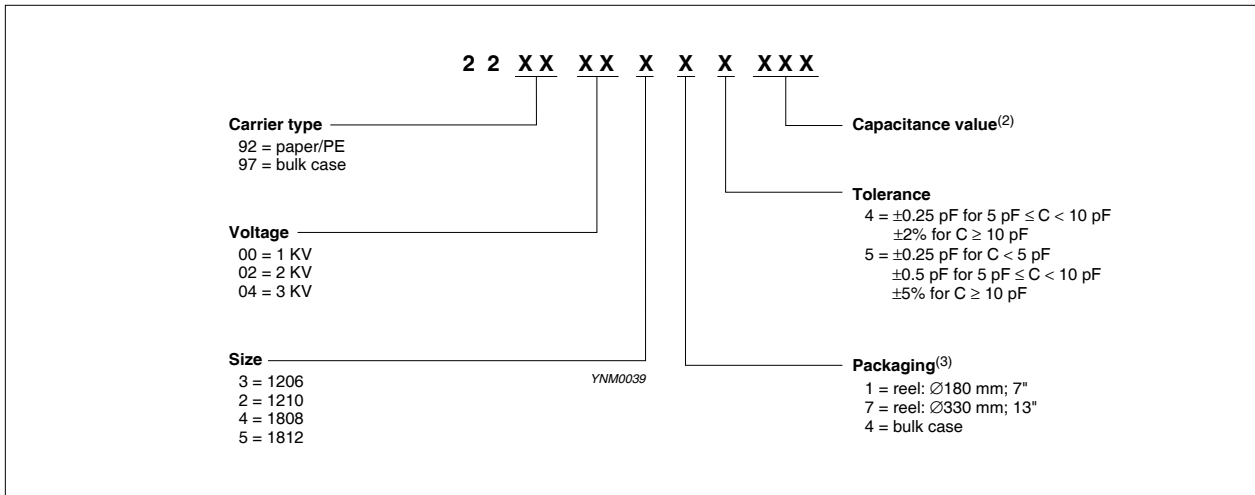 2 2 X X X X X X X X X X
Carrier type
92 = paper/PE
97 = bulk case
Voltage
00 = 1 KV
02 = 2 KV
04 = 3 KV
Size
3 = 1206
2 = 1210
4 = 1808
5 = 1812
YNM0039
Capacitance value(2)
Tolerance
4 = ±0.25 pF for 5 pF ≤ C < 10 pF
±2% for C ≥ 10 pF
5 = ±0.25 pF for C < 5 pF
±0.5 pF for 5 pF ≤ C < 10 pF
±5% for C ≥ 10 pF
Packaging(3)
1 = reel: ∅180 mm; 7"
7 = reel: ∅330 mm; 13"
4 = bulk case